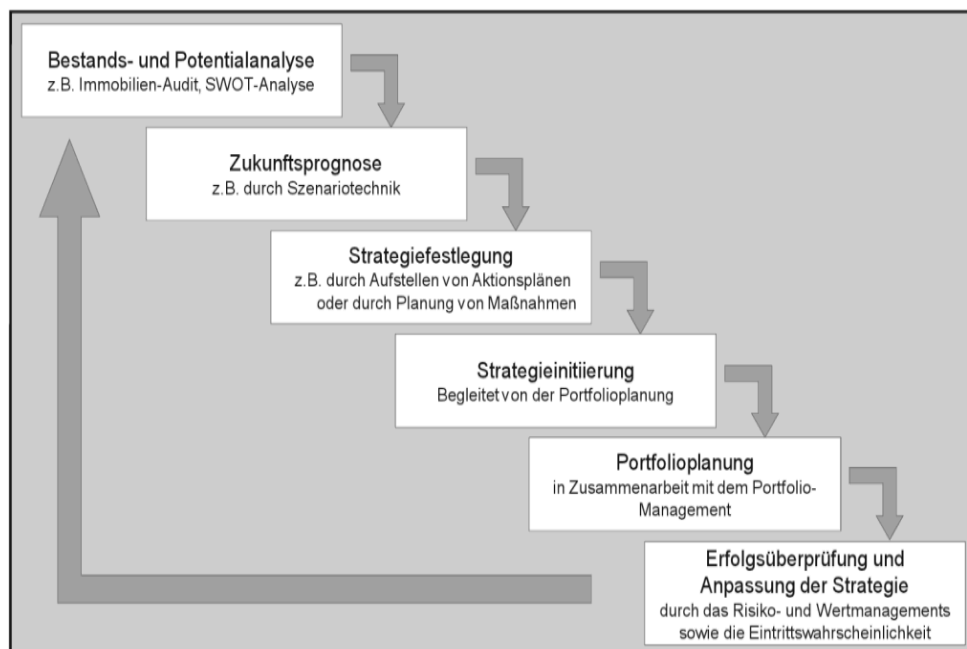 Bestands- und Potentialanalyse
z.B. Immobilien-Audit, SWOT-Analyse
Zukunftsprognose
z.B. durch Szenariotechnik
Strategiefestlegung
z.B. durch Aufstellen von Aktionsplänen
oder durch Planung von Maßnahmen
Strategieinitiierung
Begleitet von der Portfolioplanung
Portfolioplanung
in Zusammenarbeit mit dem Portfolio-
Management
Erfolgsüberprüfung und
Anpassung der Strategie
durch das Risiko- und Wertmanagements
sowie die Eintrittswahrscheinlichkeit